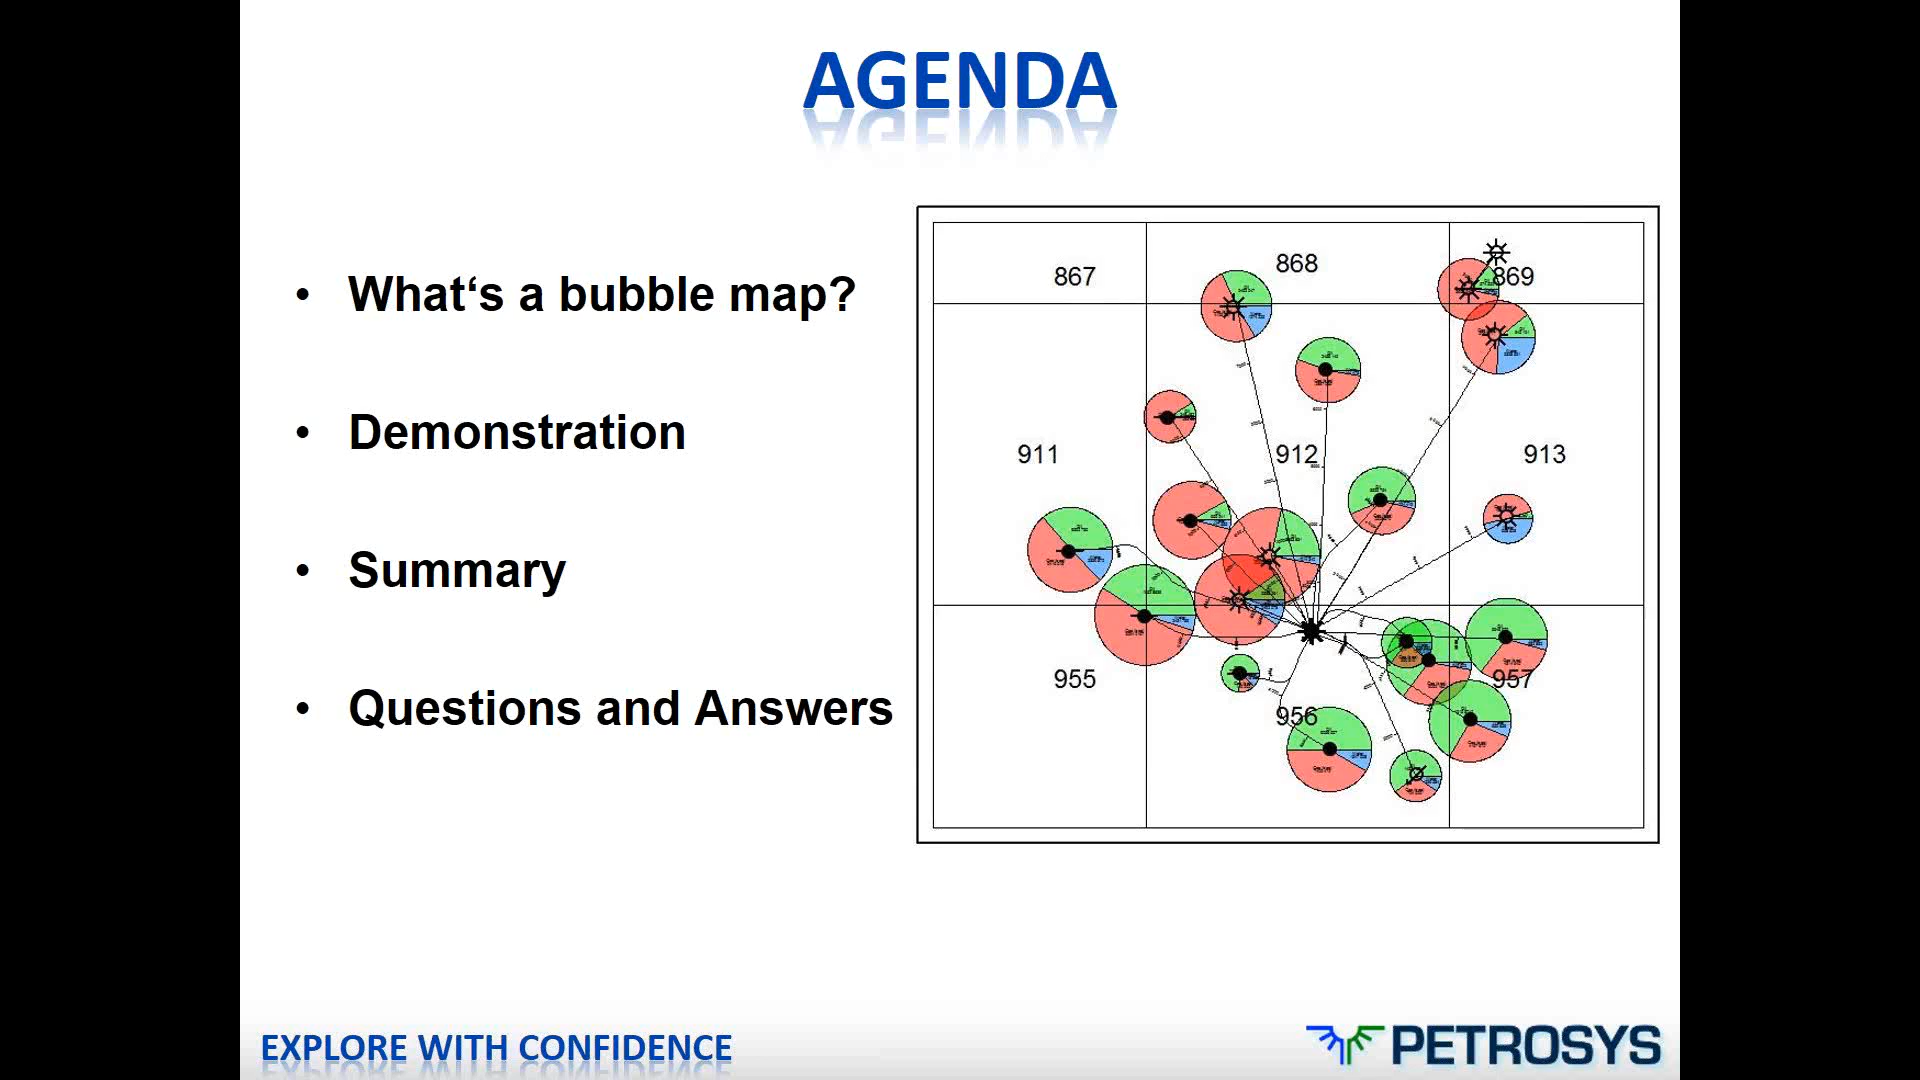 AGENDA
• What‘s a bubble map?
• Demonstration
• Summary
• Questions and Answers
867
868
869
911
912
913
955
956
957
EXPLORE WITH CONFIDENCE
PETROSYS